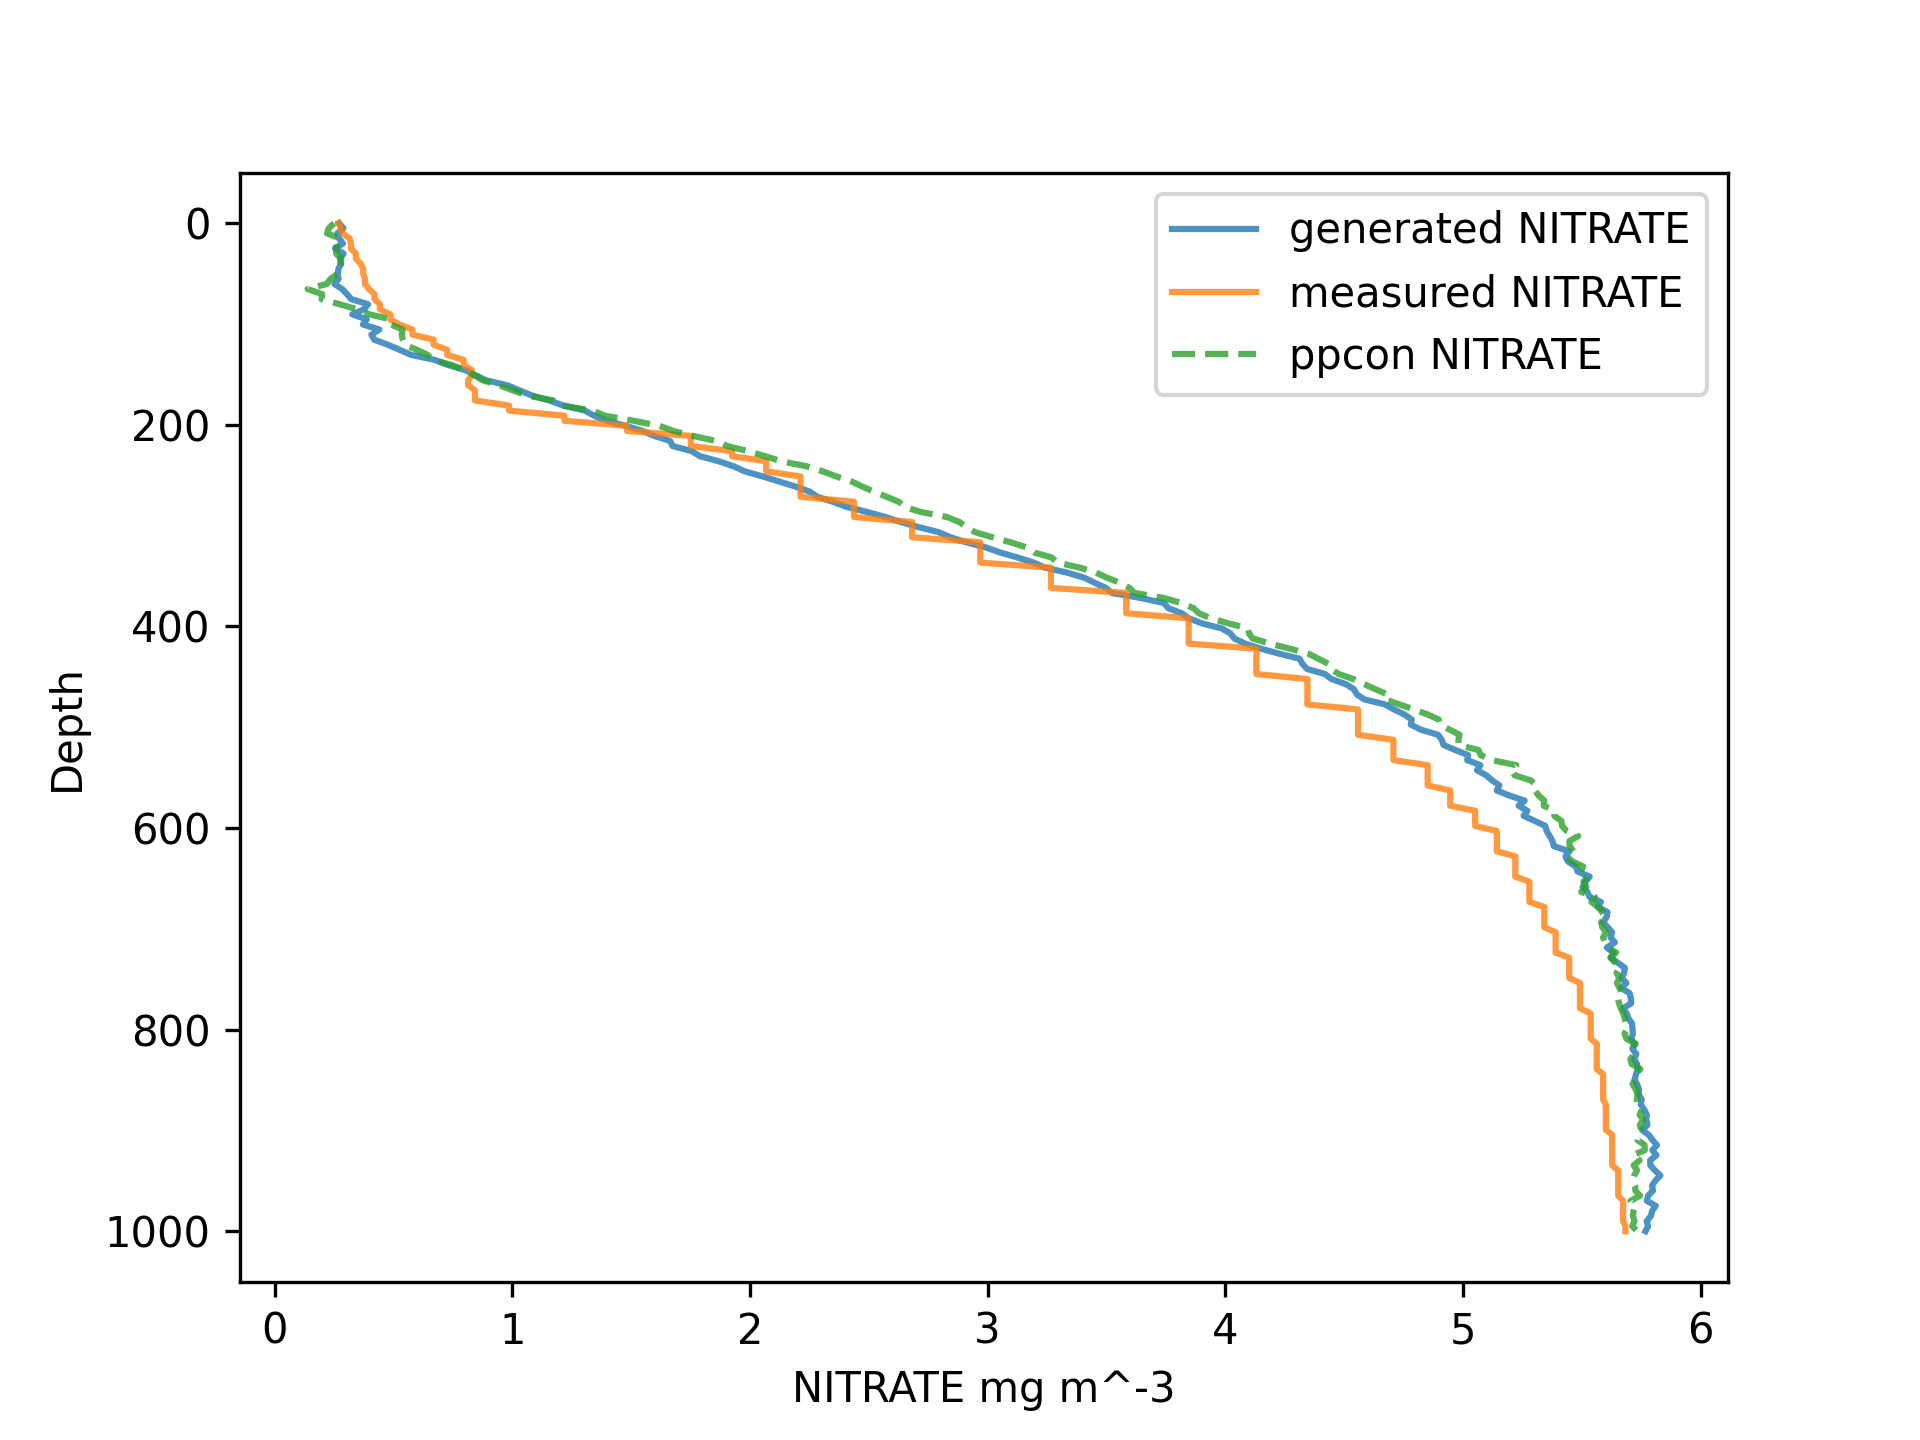 generated NITRATE
measured NITRATE
ppcon NITRATE
0
200
400
600
800
1000
Depth
0 1 2 3 4 5 6
NITRATE mg m^-3